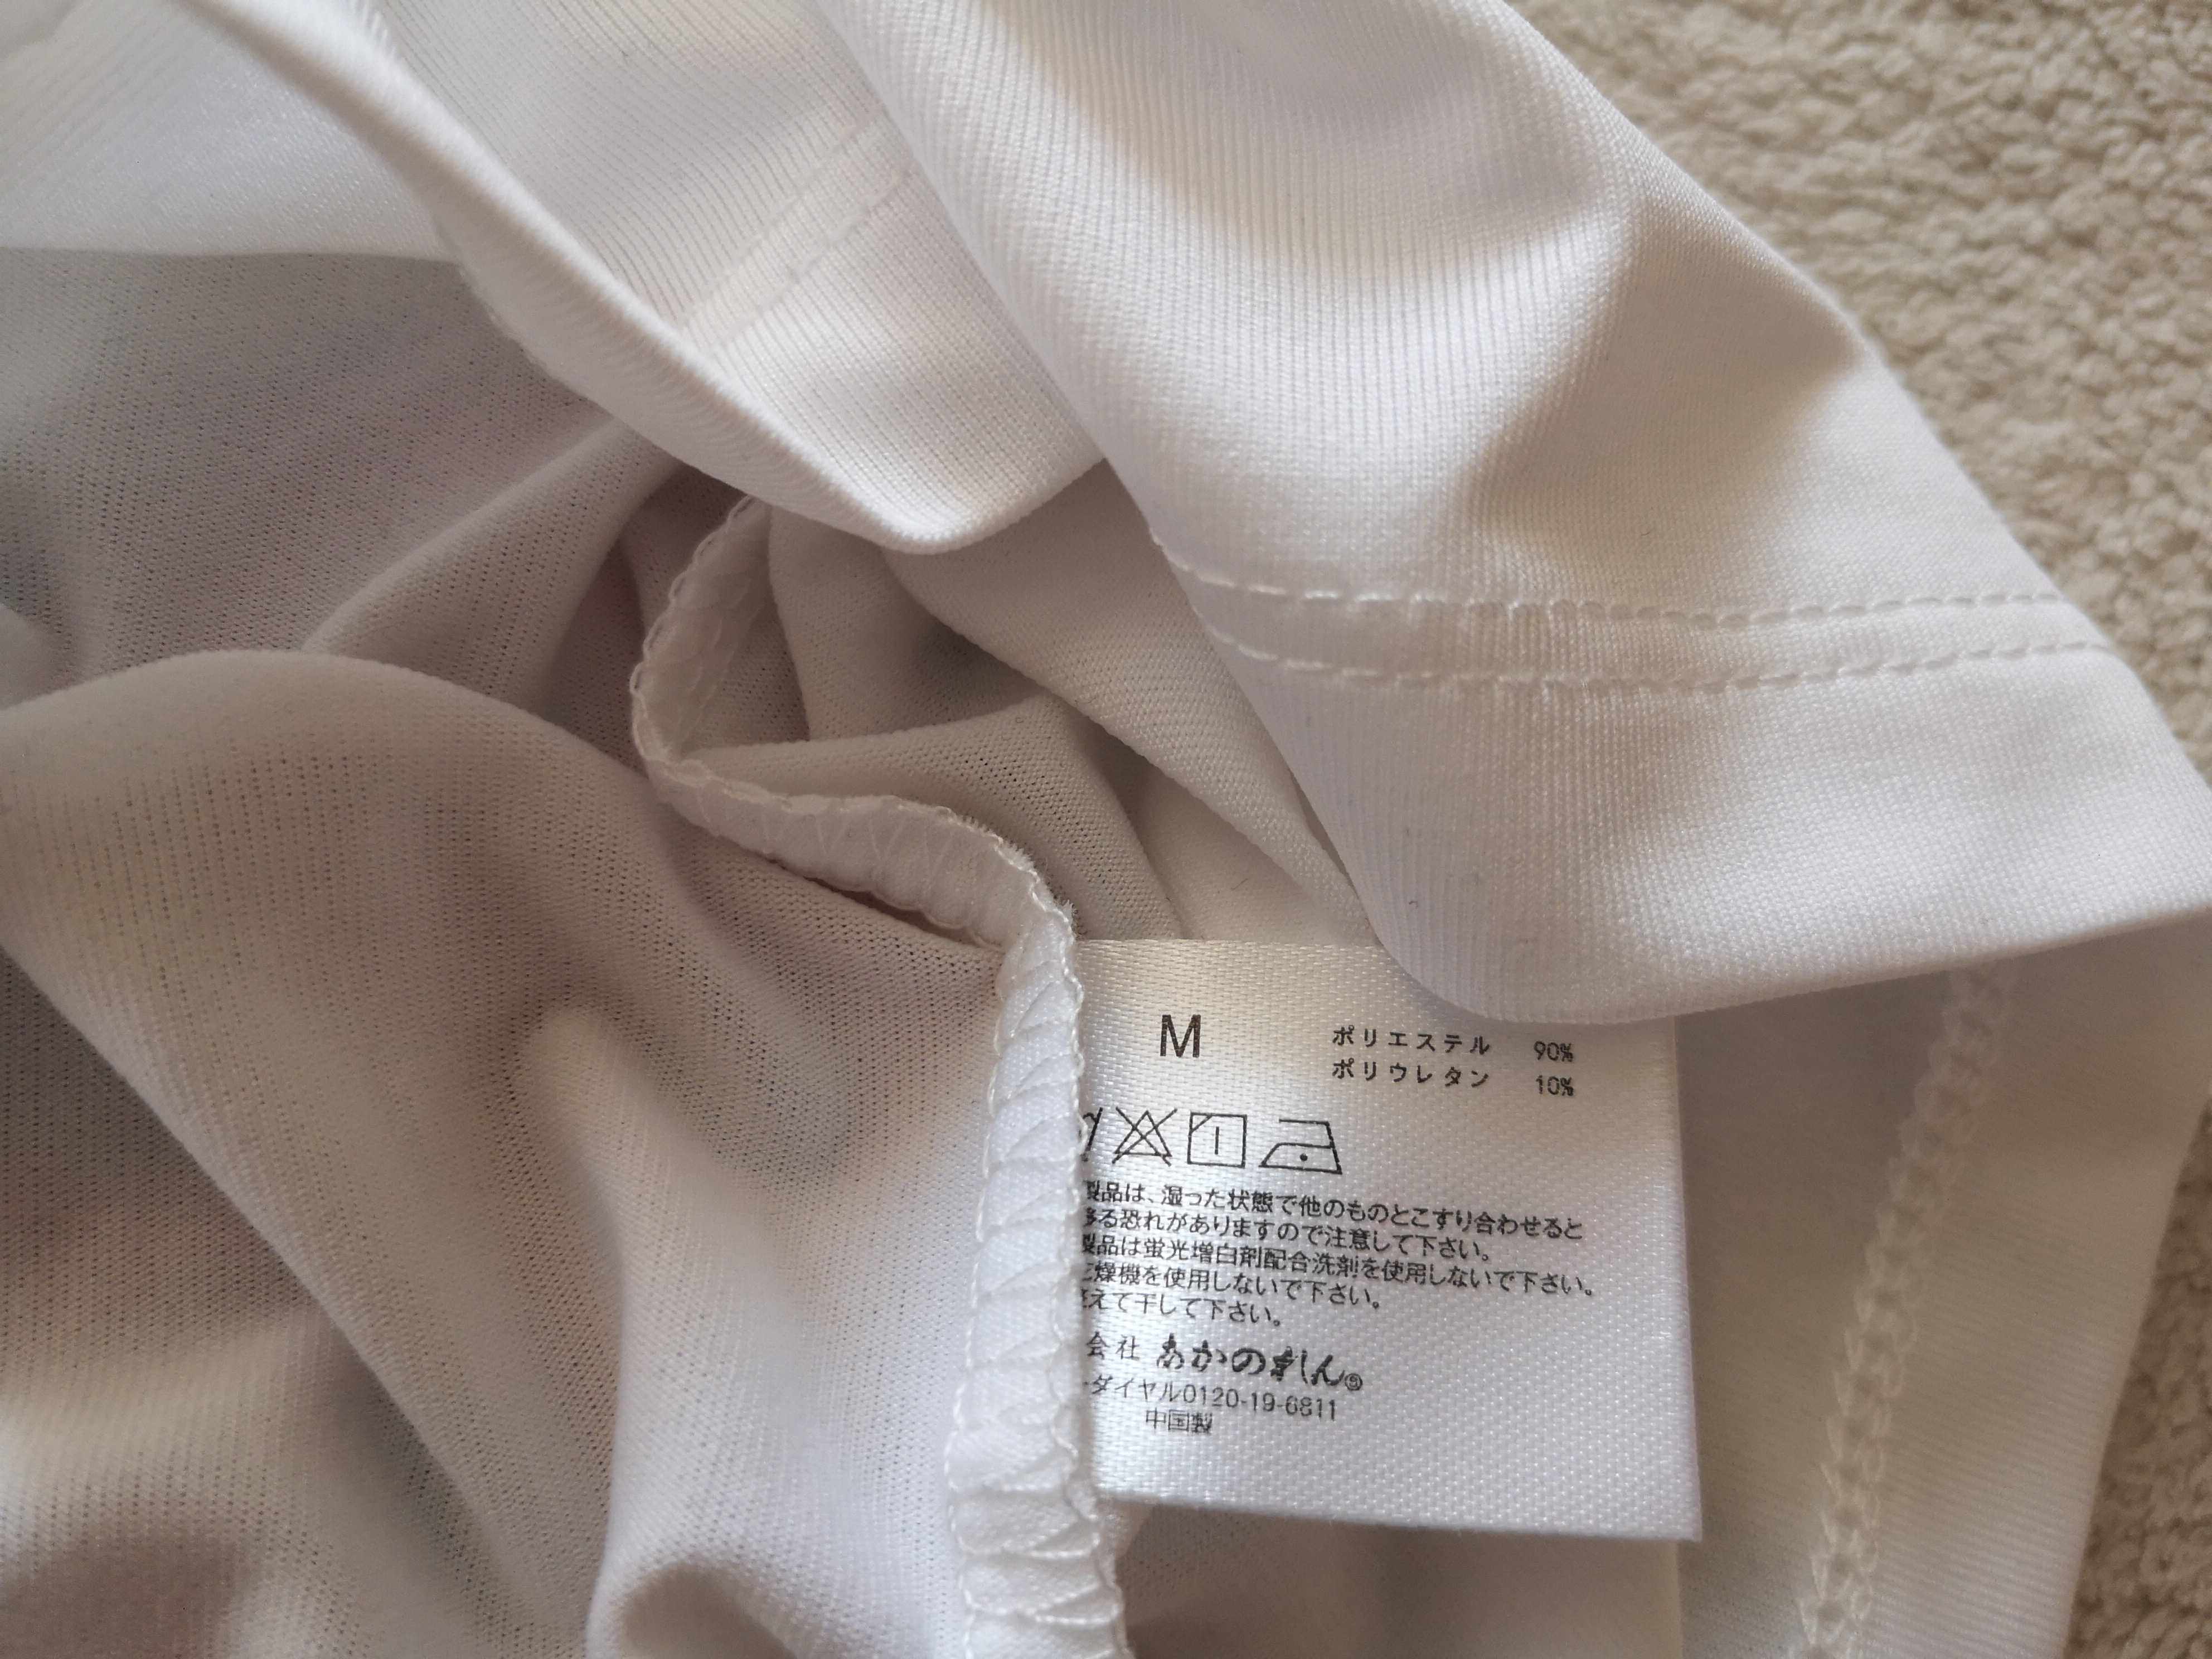 M
ポリエステル 90%
ポリウレタン 10%
製品は、湿った状態で他のものとこすり合わせると
る恐れがありますので注意して下さい。
製品は蛍光増白剤配合洗剤を使用しないで下さい。
燥機を使用しないで下さい。
えて干して下さい。
会社 あかのれん®
ーダイヤル0120-19-6811
中国製